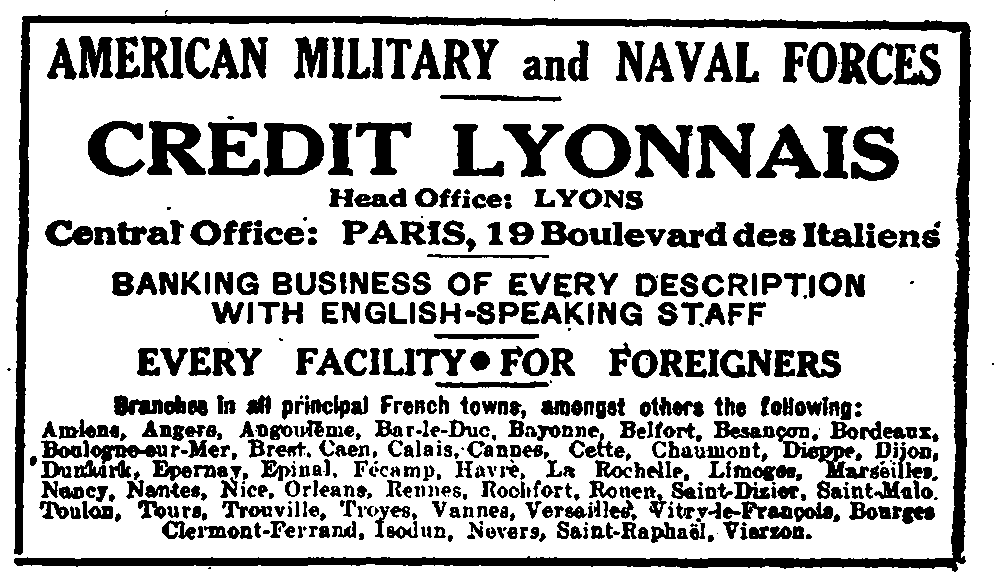 AMERICAN MILITARY and NAVAL FORCES
CREDIT LYONNAIS
Head Office: LYONS
Central Office: PARIS, 19 Boulevard des Italiens
BANKING BUSINESS OF EVERY DESCRIPTION
WITH ENGLISH-SPEAKING STAFF
EVERY FACILITY FOR FOREIGNERS
Branches in all principal French towns, amongst others the following:
Amiens, Angers, Angoulème, Bar-le-Duc, Bayonne, Belfort, Besançon, Bordeaux,
Boulogne-sur-Mer, Brest, Caen, Calais, Cannes, Cette, Chaumont, Dieppe, Dijon,
Dunkirk, Epernay, Epinal, Fécamp, Havre, La Rochelle, Limoges, Marseilles,
Nancy, Nantes, Nice, Orleans, Rennes, Rochfort, Rouen, Saint-Dizier, Saint-Malo,
Toulon, Tours, Trouville, Troyes, Vannes, Versailles, Vitry-le-François, Bourges
Clermont-Ferrand, Isodun, Nevers, Saint-Raphaël, Vierzon.